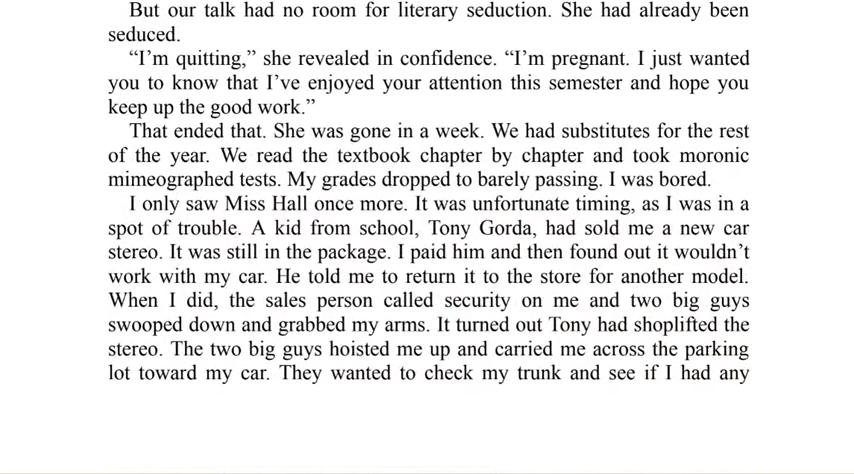 But our talk had no room for literary seduction. She had already been
seduced.
“I’m quitting,” she revealed in confidence. “I’m pregnant. I just wanted
you to know that I’ve enjoyed your attention this semester and hope you
keep up the good work.”
That ended that. She was gone in a week. We had substitutes for the rest
of the year. We read the textbook chapter by chapter and took moronic
mimeographed tests. My grades dropped to barely passing. I was bored.
I only saw Miss Hall once more. It was unfortunate timing, as I was in a
spot of trouble. A kid from school, Tony Gorda, had sold me a new car
stereo. It was still in the package. I paid him and then found out it wouldn’t
work with my car. He told me to return it to the store for another model.
When I did, the sales person called security on me and two big guys
swooped down and grabbed my arms. It turned out Tony had shoplifted the
stereo. The two big guys hoisted me up and carried me across the parking
lot toward my car. They wanted to check my trunk and see if I had any